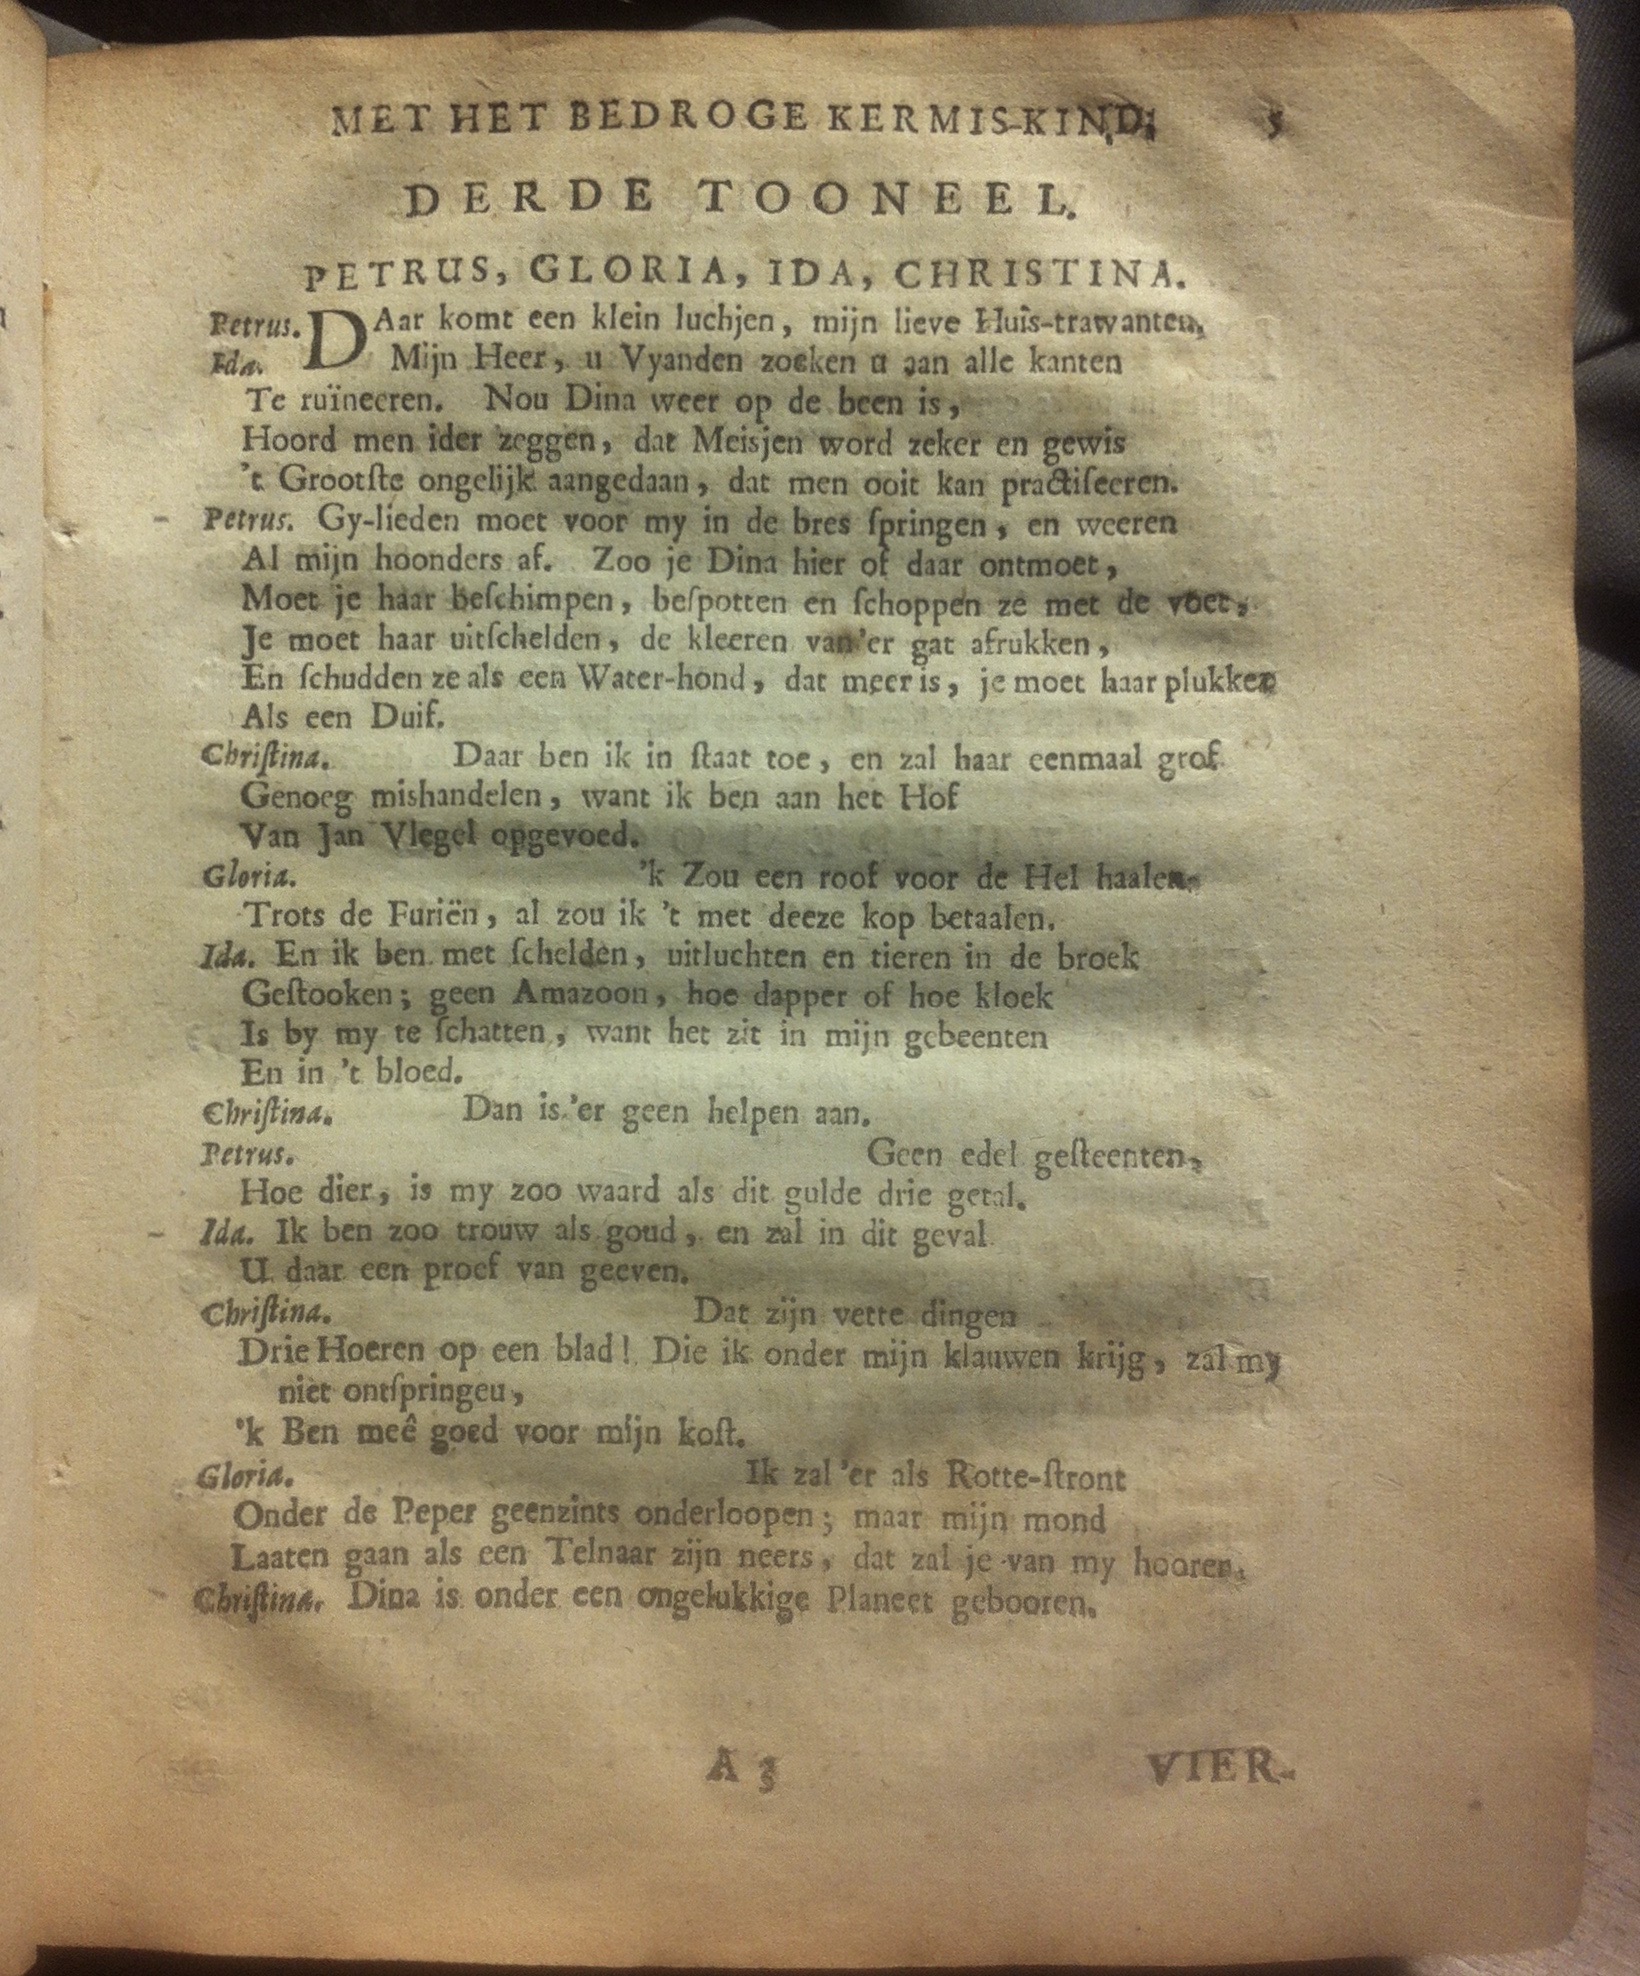 MET HET BEDROGE KERMIS-KIND; 5
DERDE TOONEEL.
PETRUS, GLORIA, IDA, CHRISTINA.
Petrus. DAar komt een klein luchjen, mijn lieve Huis-trawanten,
Ida. Mijn Heer, u Vyanden zoeken u aan alle kanten
Te ruïneeren. Nou Dina weer op de been is,
Hoord men ider zeggen, dat Meisjen word zeker en gewis
't Grootſte ongelijk aangedaan, dat men ooit kan practiſeeren.
Petrus. Gy-lieden moet voor my in de bres ſpringen, en weeren
Al mijn hoonders af. Zoo je Dina hier of daar ontmoet,
Moet je haar beſchimpen, beſpotten en ſchoppen ze met de voet,
Je moet haar uitſchelden, de kleeren van'er gat afrukken,
En ſchudden ze als een Water-hond, dat meer is, je moet haar plukken
Als een Duif.
Chriſtina. Daar ben ik in ſtaat toe, en zal haar eenmaal grof
Genoeg mishandelen, want ik ben aan het Hof
Van Jan Vlegel opgevoed.
Gloria. 'k Zou een roof voor de Hel haalen
Trots de Furiën, al zou ik 't met deeze kop betaalen.
Ida. En ik ben met ſchelden, uitluchten en tieren in de broek
Geſtooken; geen Amazoon, hoe dapper of hoe kloek
Is by my te ſchatten, want het zit in mijn gebeenten
En in 't bloed.
Chriſtina. Dan is 'er geen helpen aan.
Petrus. Geen edel geſteenten,
Hoe dier, is my zoo waard als dit gulde drie getal.
Ida. Ik ben zoo trouw als goud, en zal in dit geval
U daar een proef van geeven.
Chriſtina. Dat zijn vette dingen
Drie Hoeren op een blad! Die ik onder mijn klauwen krijg, zal my
niet ontſpringeu,
'k Ben meê goed voor mijn koſt.
Gloria. Ik zal 'er als Rotte-ſtront
Onder de Peper geenzints onderloopen; maar mijn mond
Laaten gaan als een Telnaar zijn neers, dat zal je van my hooren.
Chriſtina. Dina is onder een ongelukkige Planeet gebooren.
A 3 VIER-